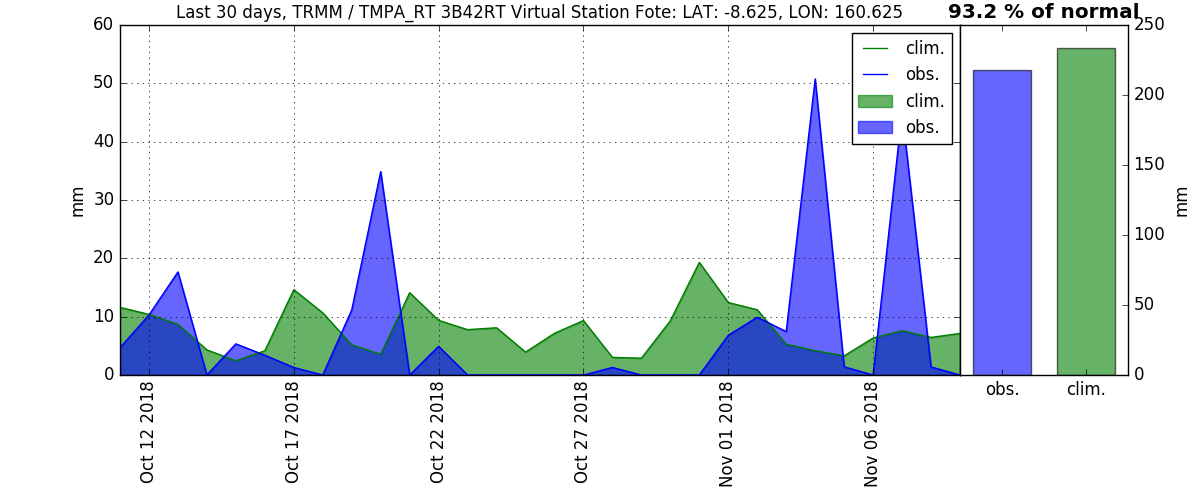 Last 30 days, TRMM / TMPA_RT 3B42RT Virtual Station Fote: LAT: -8.625, LON: 160.625
93.2 % of normal
60
50
40
30
20
10
0
mm
clim.
obs.
clim.
obs.
250
200
150
100
50
0
mm
Oct 12 2018
Oct 17 2018
Oct 22 2018
Oct 27 2018
Nov 01 2018
Nov 06 2018
obs.
clim.